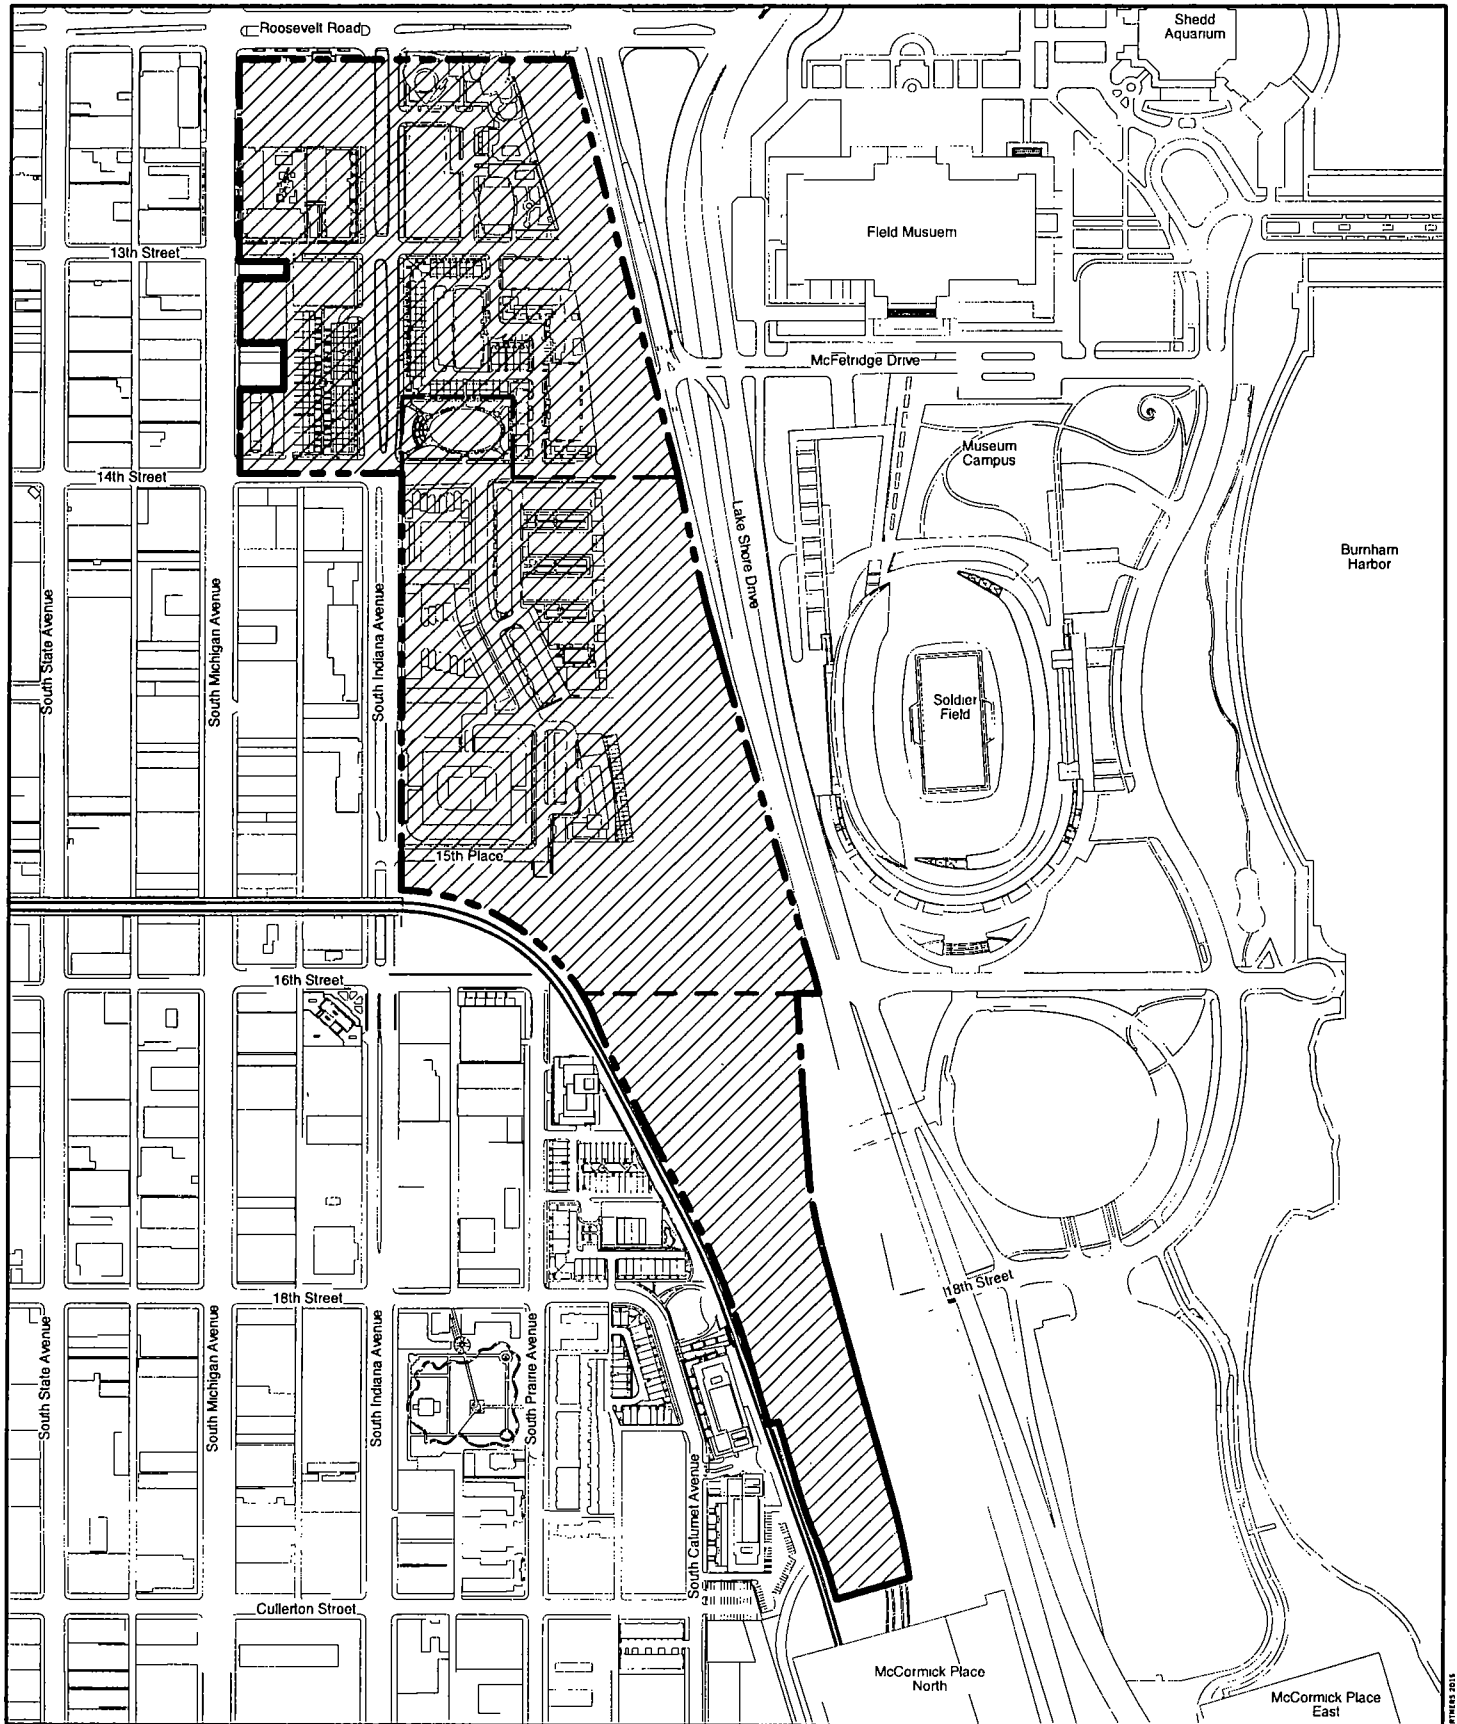 Roosevelt Road
Shedd
Aquarium
Field Musuem
13th Street
McFetridge Drive
Museum
Campus
14th Street
Lake Shore Drive
Burnham
Harbor
South State Avenue
South Michigan Avenue
South Indiana Avenue
Soldier
Field
15th Place
16th Street
18th Street
18th Street
South State Avenue
South Michigan Avenue
South Indiana Avenue
South Prairie Avenue
South Calumet Avenue
Cullerton Street
McCormick Place
North
McCormick Place
East
2016